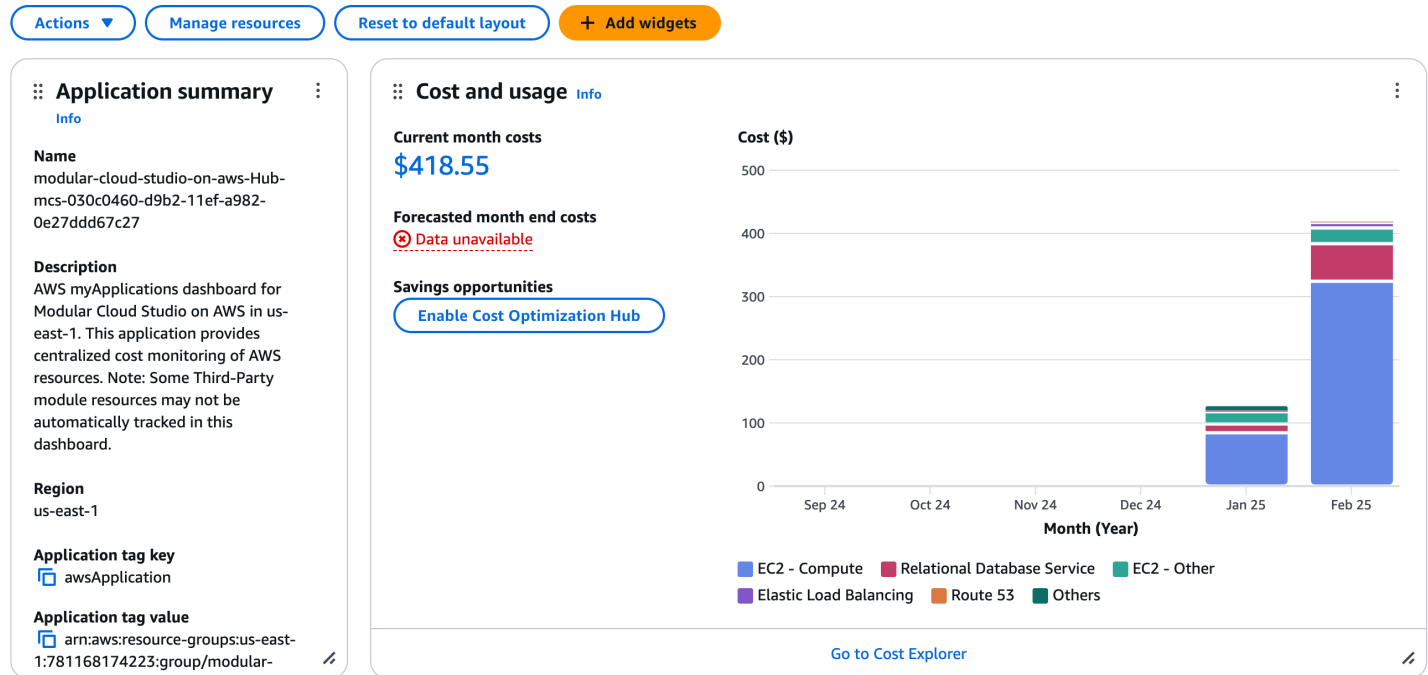 Actions
Manage resources
Reset to default layout
+ Add widgets
Application summary
Info
Name
modular-cloud-studio-on-aws-Hub-
mcs-030c0460-d9b2-11ef-a982-
0e27ddd67c27
Description
AWS myApplications dashboard for
Modular Cloud Studio on AWS in us-
east-1. This application provides
centralized cost monitoring of AWS
resources. Note: Some Third-Party
module resources may not be
automatically tracked in this
dashboard.
Region
us-east-1
Application tag key
awsApplication
Application tag value
arn:aws:resource-groups:us-east-
1:781168174223:group/modular-
Cost and usage Info
Current month costs
$418.55
Forecasted month end costs
Data unavailable
Savings opportunities
Enable Cost Optimization Hub
Cost ($)
500
400
300
200
100
0
Sep 24 Oct 24 Nov 24 Dec 24 Jan 25 Feb 25
Month (Year)
EC2 - Compute Relational Database Service EC2 - Other
Elastic Load Balancing Route 53 Others
Go to Cost Explorer